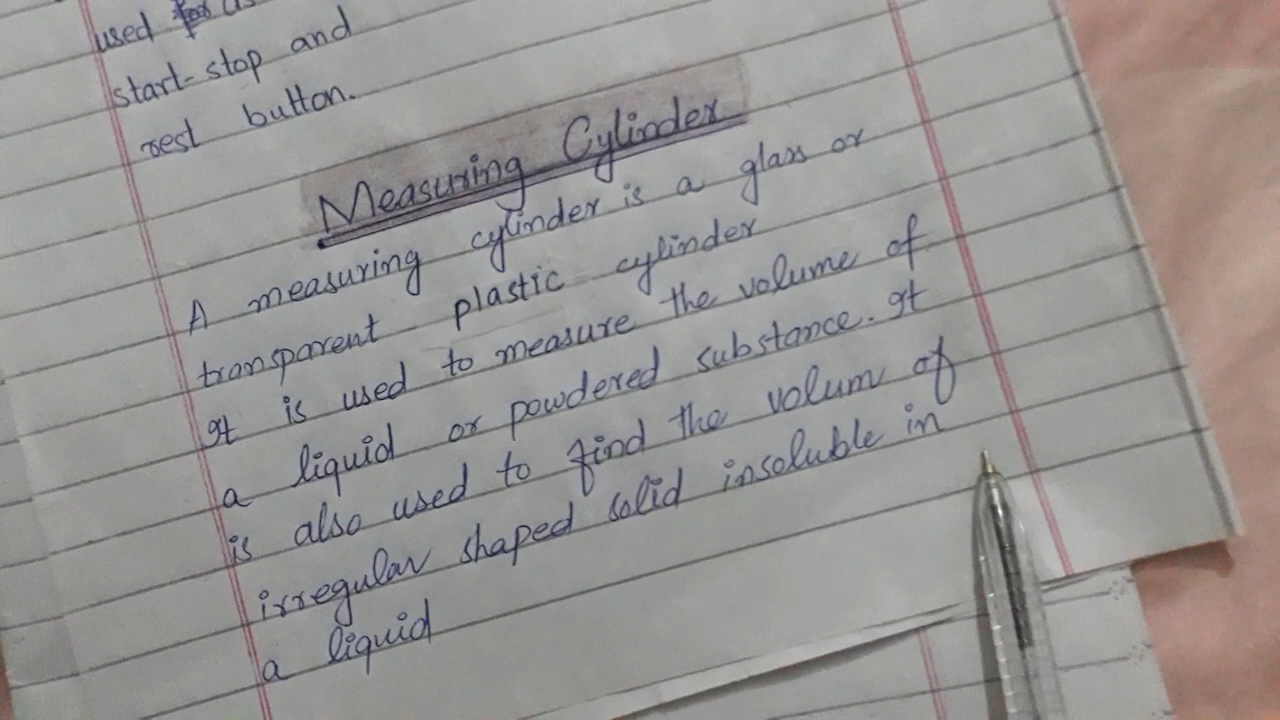 used for
start-stop and
rest button.
Measuring Cylinder
A measuring cylinder is a glass or
transparent plastic cylinder
It is used to measure the volume of
a liquid or powdered substance. It
is also used to find the volum of
irregular shaped solid insoluble in
a liquid